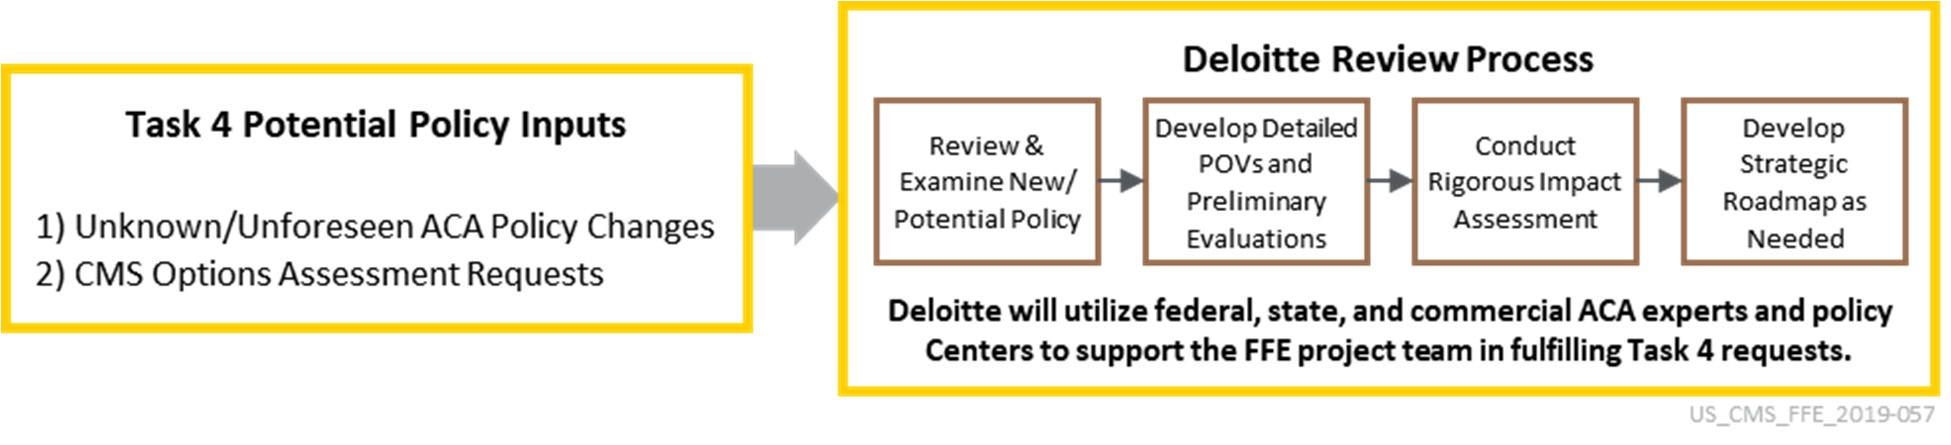 Task 4 Potential Policy Inputs
1) Unknown/Unforeseen ACA Policy Changes
2) CMS Options Assessment Requests
Deloitte Review Process
Review &
Examine New/
Potential Policy
Develop Detailed
POVs and
Preliminary
Evaluations
Conduct
Rigorous Impact
Assessment
Develop
Strategic
Roadmap as
Needed
Deloitte will utilize federal, state, and commercial ACA experts and policy
Centers to support the FFE project team in fulfilling Task 4 requests.
US_CMS_FFE_2019-057